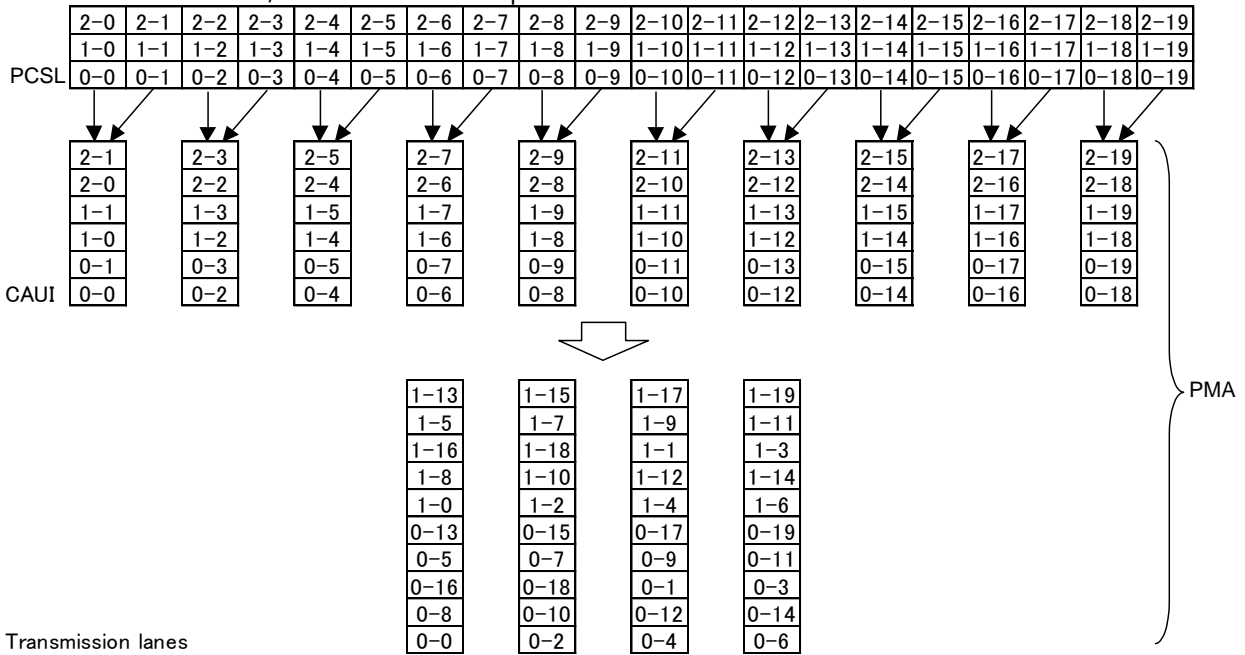 2-0 2-1 2-2 2-3 2-4 2-5 2-6 2-7 2-8 2-9 2-10 2-11 2-12 2-13 2-14 2-15 2-16 2-17 2-18 2-19
1-0 1-1 1-2 1-3 1-4 1-5 1-6 1-7 1-8 1-9 1-10 1-11 1-12 1-13 1-14 1-15 1-16 1-17 1-18 1-19
PCSL 0-0 0-1 0-2 0-3 0-4 0-5 0-6 0-7 0-8 0-9 0-10 0-11 0-12 0-13 0-14 0-15 0-16 0-17 0-18 0-19
2-1 2-3 2-5 2-7 2-9 2-11 2-13 2-15 2-17 2-19
2-0 2-2 2-4 2-6 2-8 2-10 2-12 2-14 2-16 2-18
1-1 1-3 1-5 1-7 1-9 1-11 1-13 1-15 1-17 1-19
1-0 1-2 1-4 1-6 1-8 1-10 1-12 1-14 1-16 1-18
0-1 0-3 0-5 0-7 0-9 0-11 0-13 0-15 0-17 0-19
CAUI 0-0 0-2 0-4 0-6 0-8 0-10 0-12 0-14 0-16 0-18
1-13 1-15 1-17 1-19 PMA
1-5 1-7 1-9 1-11
1-16 1-18 1-1 1-3
1-8 1-10 1-12 1-14
1-0 1-2 1-4 1-6
0-13 0-15 0-17 0-19
0-5 0-7 0-9 0-11
0-16 0-18 0-1 0-3
0-8 0-10 0-12 0-14
Transmission lanes 0-0 0-2 0-4 0-6